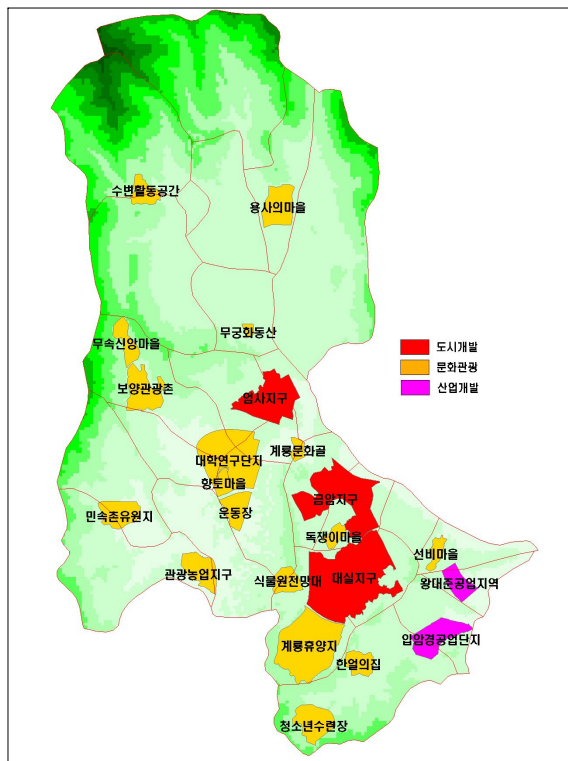 수변활동공간
용사의마을
무궁화동산
무속신앙마을
도시개발
문화관광
산업개발
보양관광촌
엄사지구
계룡문화골
대학연구단지
향토마을
금암지구
운동장
민속촌유원지
독쟁이마을
선비마을
관광농업지구
식물원전망대
대실지구
왕대준공업지역
입암경공업단지
계룡휴양지
한얼의집
청소년수련장